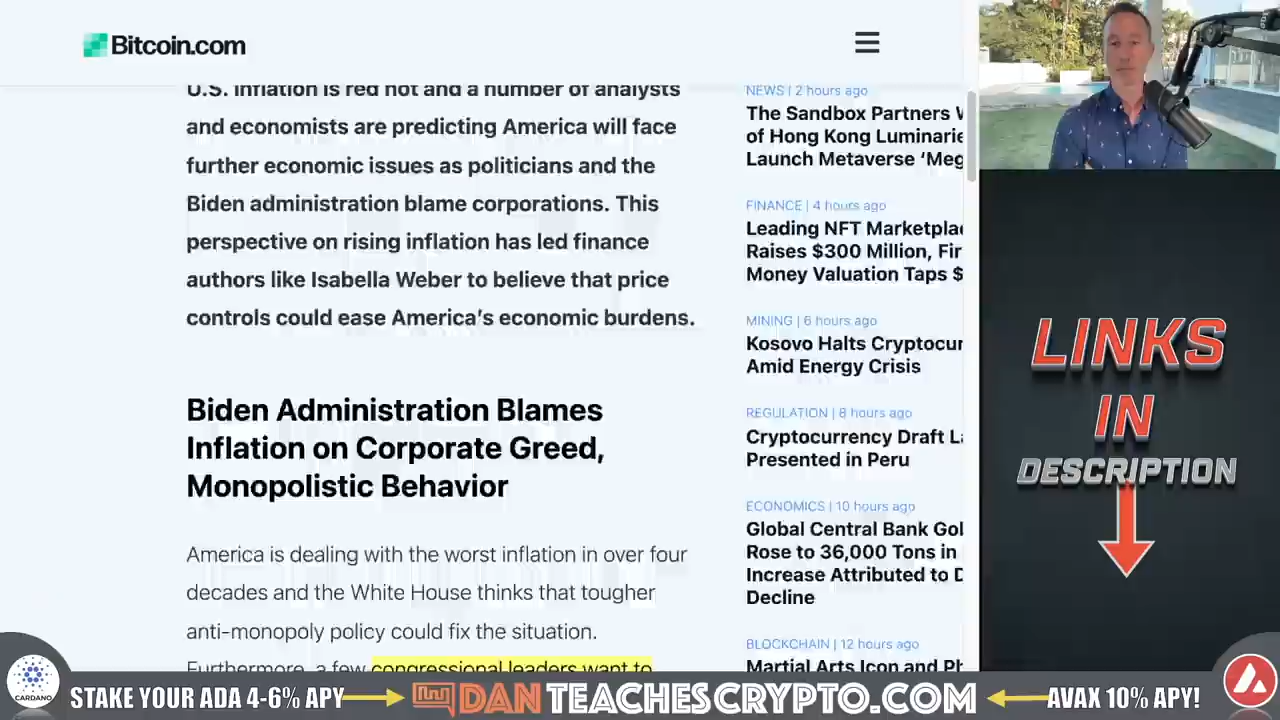 Bitcoin.com
U.S. inflation is red hot and a number of analysts
and economists are predicting America will face
further economic issues as politicians and the
Biden administration blame corporations. This
perspective on rising inflation has led finance
authors like Isabella Weber to believe that price
controls could ease America's economic burdens.
Biden Administration Blames
Inflation on Corporate Greed,
Monopolistic Behavior
America is dealing with the worst inflation in over four
decades and the White House thinks that tougher
anti-monopoly policy could fix the situation.
Furthermore, a few congressional leaders want to
NEWS | 2 hours ago
The Sandbox Partners W
of Hong Kong Luminarie
Launch Metaverse ‘Meg
FINANCE | 4 hours ago
Leading NFT Marketplac
Raises $300 Million, Fir
Money Valuation Taps $
MINING | 6 hours ago
Kosovo Halts Cryptocur
Amid Energy Crisis
REGULATION | 8 hours ago
Cryptocurrency Draft La
Presented in Peru
ECONOMICS | 10 hours ago
Global Central Bank Gol
Rose to 36,000 Tons in
Increase Attributed to D
Decline
BLOCKCHAIN | 12 hours ago
Martial Arts Icon and Ph
LINKS
IN
DESCRIPTION
CARDANO
STAKE YOUR ADA 4-6% APY
DANTEACHESCRYPTO.COM
AVAX 10% APY!